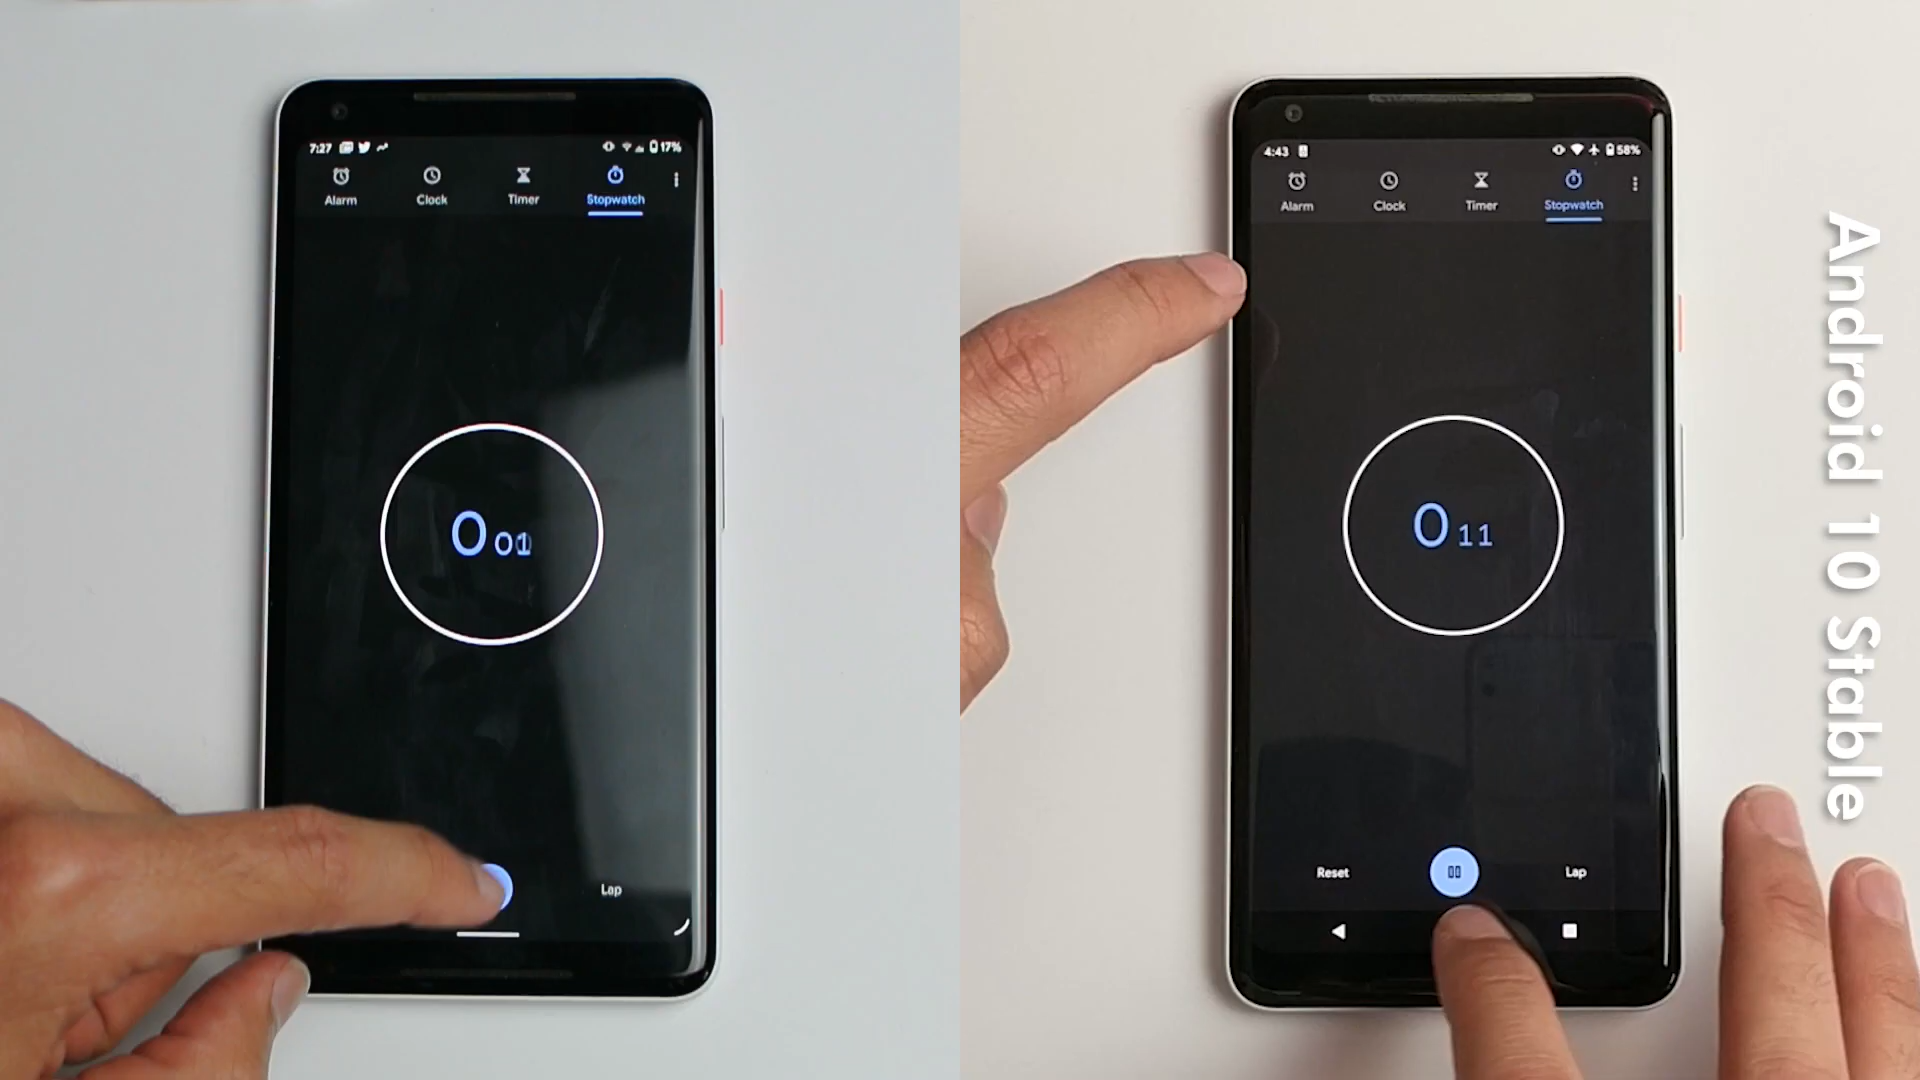 7:27
17%
Alarm
Clock
Timer
Stopwatch
0 01
Lap
4:43
58%
Alarm
Clock
Timer
Stopwatch
0 11
Reset
Lap
Android 10 Stable